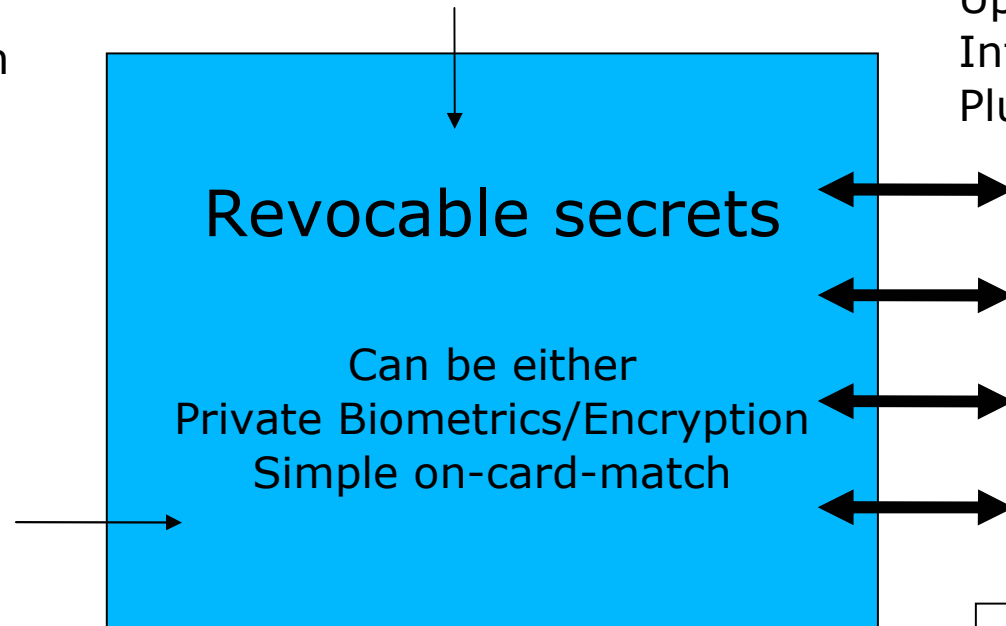 Revocable secrets
Can be either
Private Biometrics/Encryption
Simple on-card-match